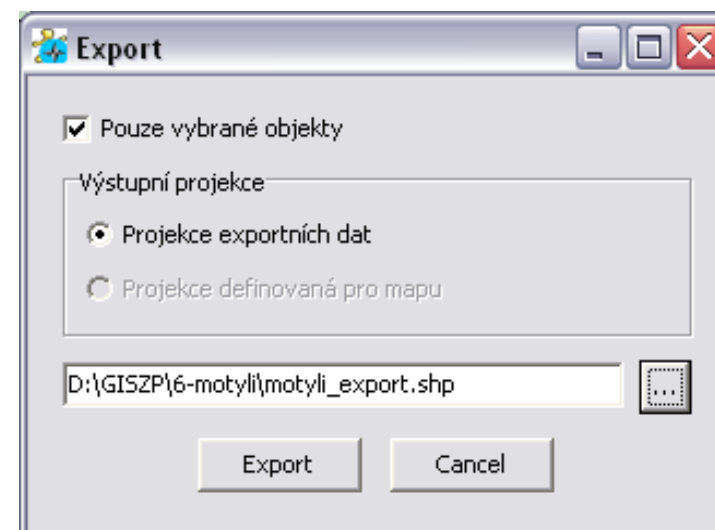 Export
Pouze vybrané objekty
Výstupní projekce
Projekce exportních dat
Projekce definovaná pro mapu
D:\GISZP\6-motyli\motyli_export.shp
...
Export
Cancel